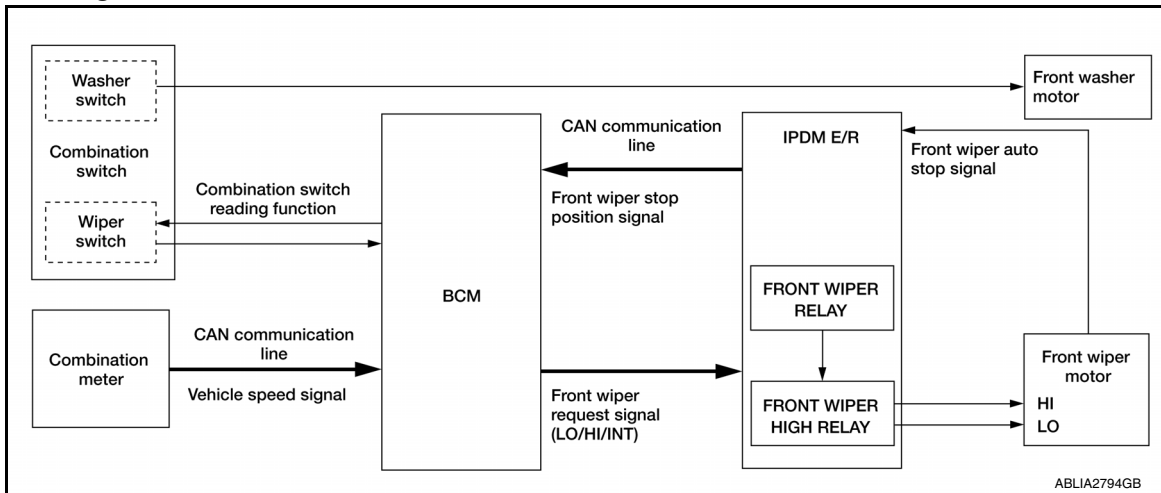 Washer
switch
Combination
switch
Wiper
switch
Combination switch
reading function
Combination
meter
CAN communication
line
Vehicle speed signal
BCM
CAN communication
line
Front wiper stop
position signal
Front wiper
request signal
(LO/HI/INT)
IPDM E/R
FRONT WIPER
RELAY
FRONT WIPER
HIGH RELAY
Front washer
motor
Front wiper auto
stop signal
Front wiper
motor
HI
LO
ABLIA2794GB